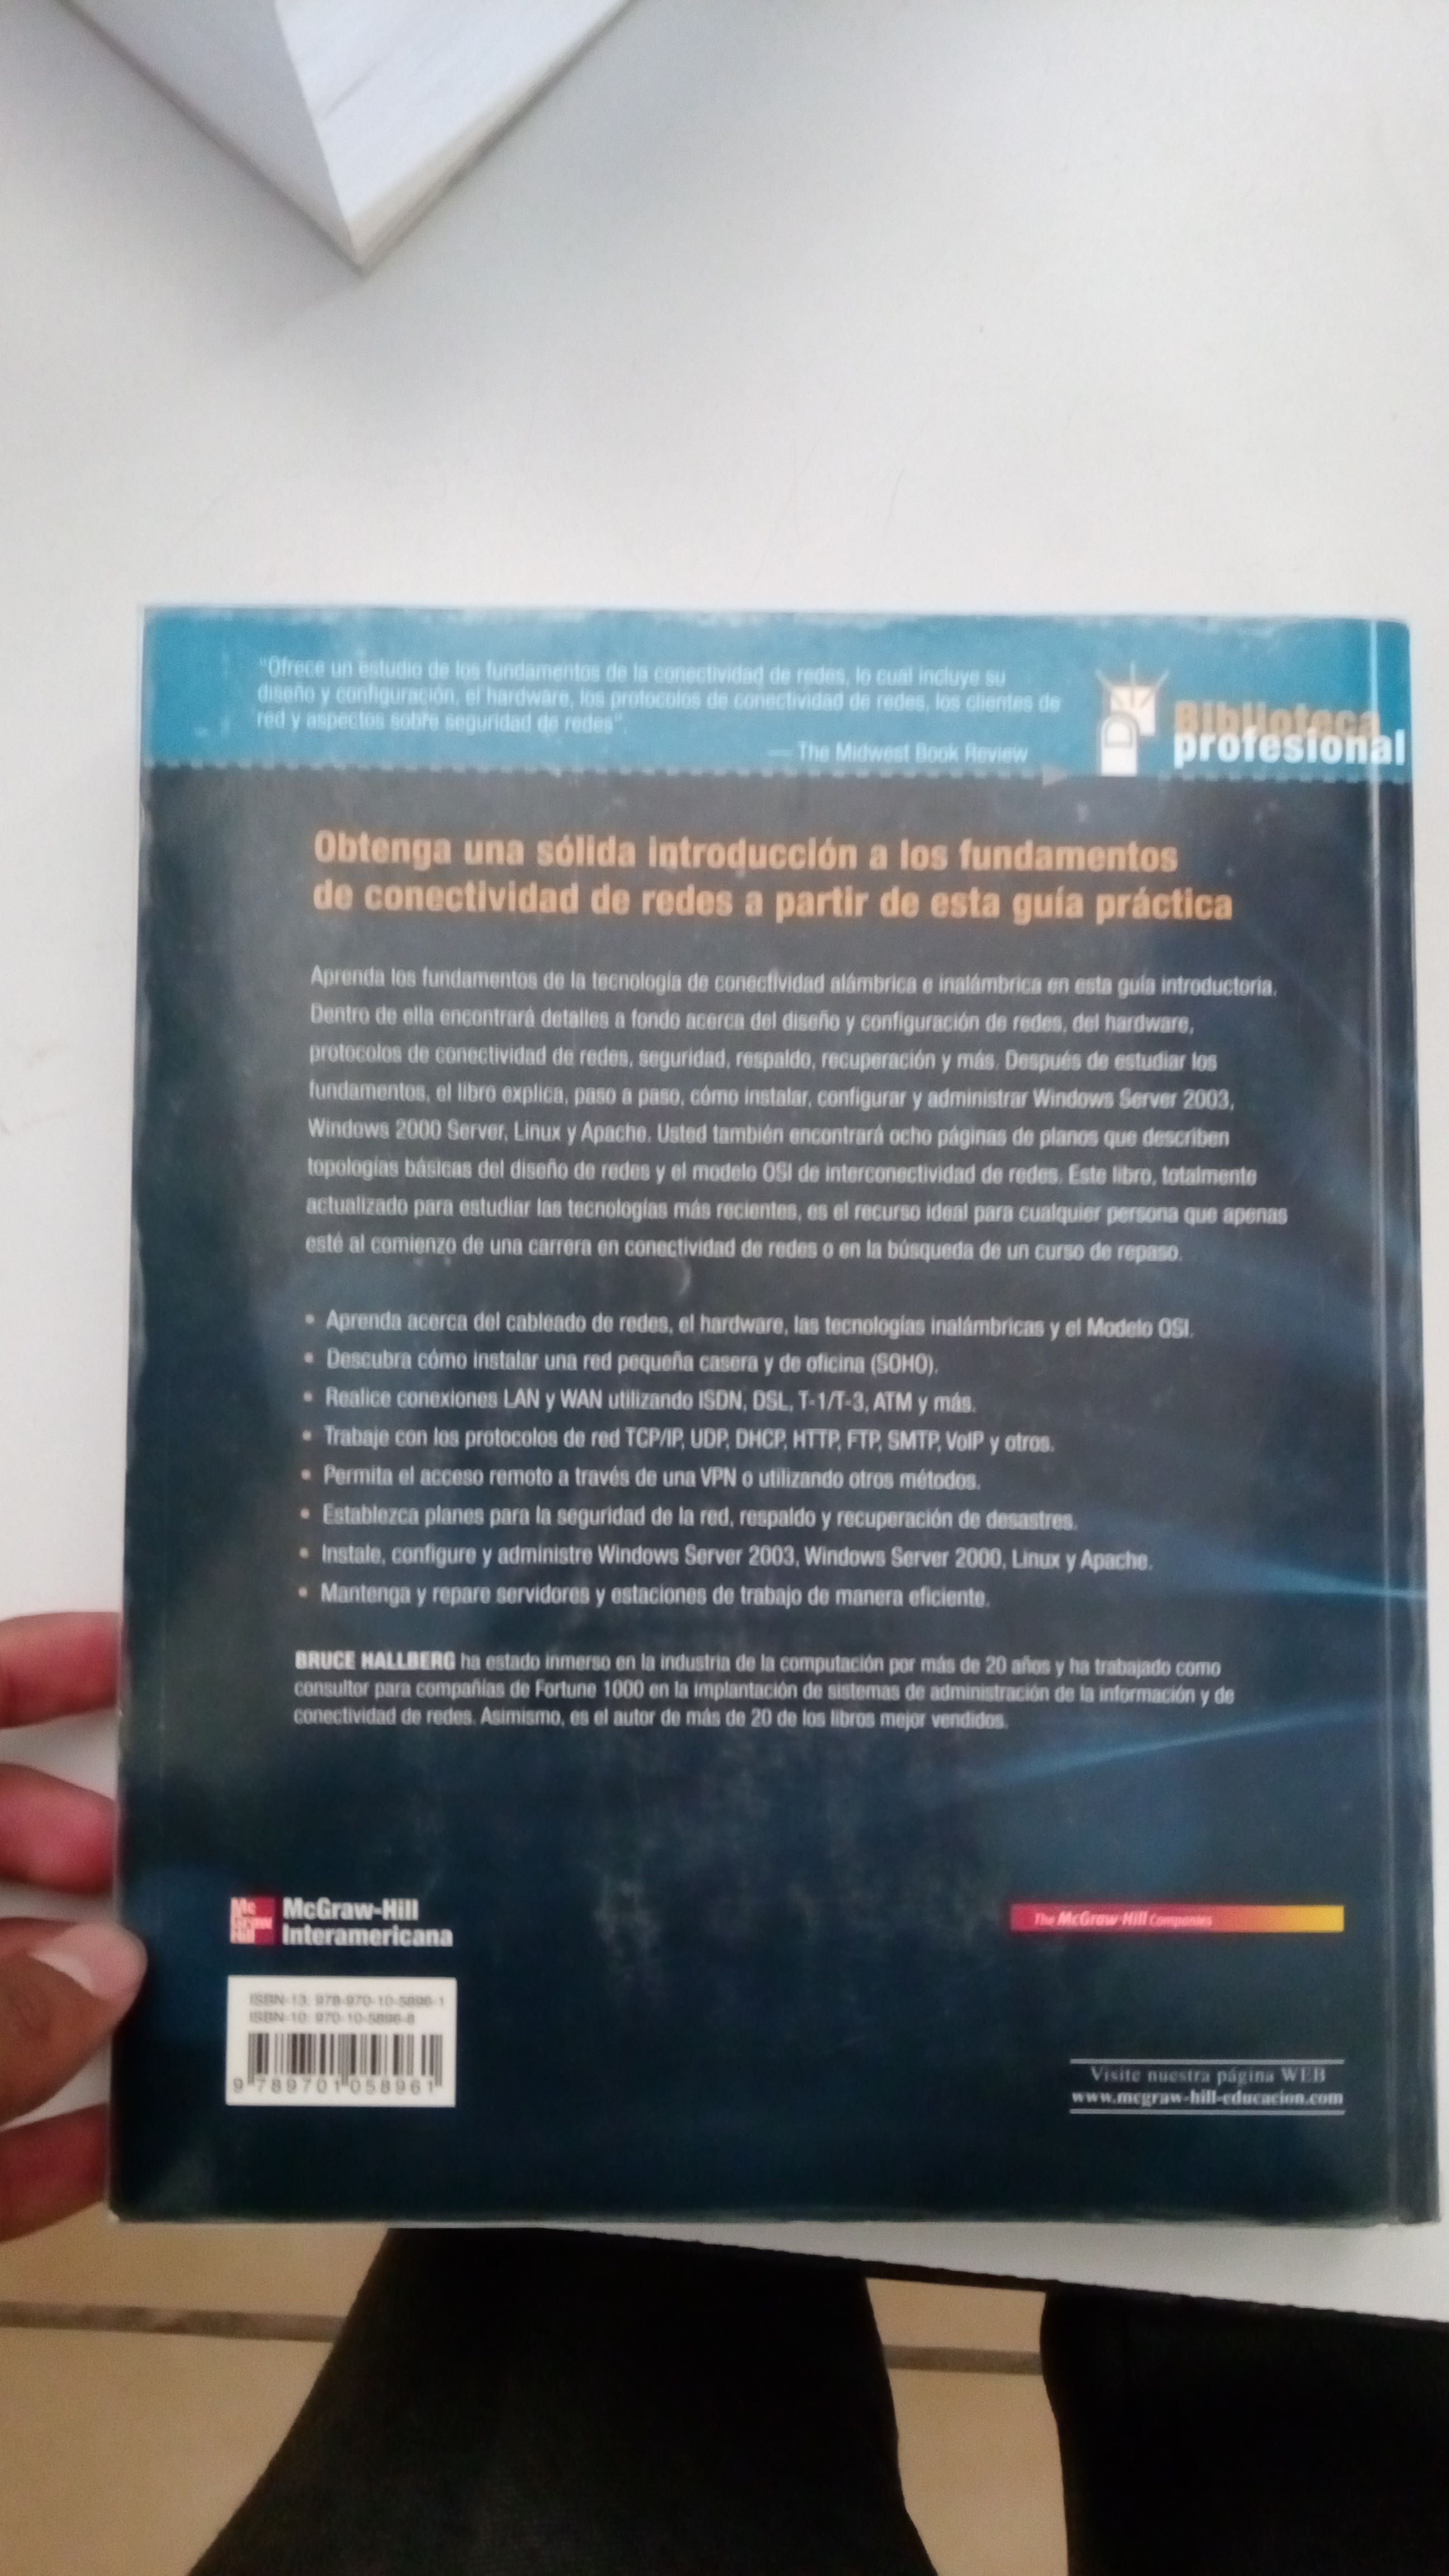 "Ofrece un estudio de los fundamentos de la conectividad de redes, lo cual incluye su
diseño y configuración, el hardware, los protocolos de conectividad de redes, los clientes de
red y aspectos sobre seguridad de redes".
— The Midwest Book Review
Biblioteca
profesional
Obtenga una sólida introducción a los fundamentos
de conectividad de redes a partir de esta guía práctica
Aprenda los fundamentos de la tecnología de conectividad alámbrica e inalámbrica en esta guía introductoria.
Dentro de ella encontrará detalles a fondo acerca del diseño y configuración de redes, del hardware,
protocolos de conectividad de redes, seguridad, respaldo, recuperación y más. Después de estudiar los
fundamentos, el libro explica, paso a paso, cómo instalar, configurar y administrar Windows Server 2003,
Windows 2000 Server, Linux y Apache. Usted también encontrará ocho páginas de planos que describen
topologías básicas del diseño de redes y el modelo OSI de interconectividad de redes. Este libro, totalmente
actualizado para estudiar las tecnologías más recientes, es el recurso ideal para cualquier persona que apenas
esté al comienzo de una carrera en conectividad de redes o en la búsqueda de un curso de repaso.
• Aprenda acerca del cableado de redes, el hardware, las tecnologías inalámbricas y el Modelo OSI.
• Descubra cómo instalar una red pequeña casera y de oficina (SOHO).
• Realice conexiones LAN y WAN utilizando ISDN, DSL, T-1/T-3, ATM y más.
• Trabaje con los protocolos de red TCP/IP, UDP, DHCP, HTTP, FTP, SMTP, VoIP y otros.
• Permita el acceso remoto a través de una VPN o utilizando otros métodos.
• Establezca planes para la seguridad de la red, respaldo y recuperación de desastres.
• Instale, configure y administre Windows Server 2003, Windows Server 2000, Linux y Apache.
• Mantenga y repare servidores y estaciones de trabajo de manera eficiente.
BRUCE HALLBERG ha estado inmerso en la industria de la computación por más de 20 años y ha trabajado como
consultor para compañías de Fortune 1000 en la implantación de sistemas de administración de la información y de
conectividad de redes. Asimismo, es el autor de más de 20 de los libros mejor vendidos.
Mc
Graw
Hill
McGraw-Hill
Interamericana
The McGraw-Hill Companies
ISBN-13: 978-970-10-5896-1
ISBN-10: 970-10-5896-8
9 789701 058961
Visite nuestra página WEB
www.mcgraw-hill-educacion.com